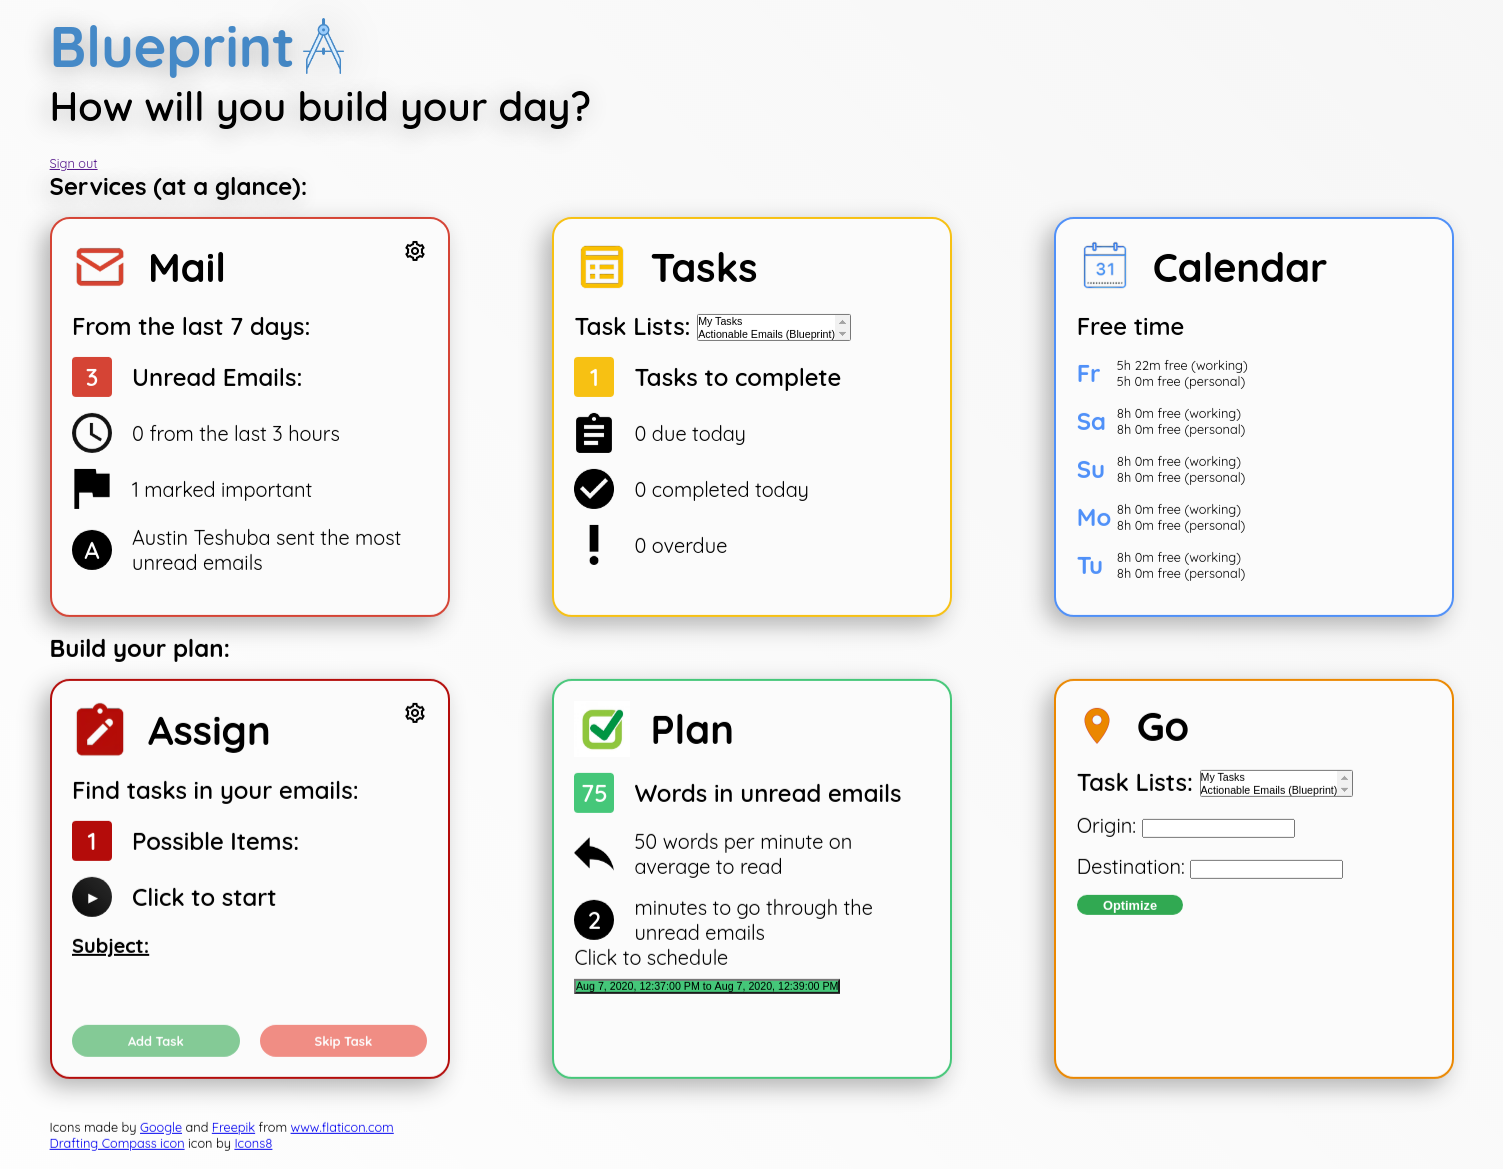 Blueprint
How will you build your day?
Sign out
Services (at a glance):
Mail
From the last 7 days:
3 Unread Emails:
0 from the last 3 hours
1 marked important
A Austin Teshuba sent the most
unread emails
Tasks
Task Lists: My Tasks
Actionable Emails (Blueprint)
1 Tasks to complete
0 due today
0 completed today
0 overdue
31 Calendar
Free time
Fr 5h 22m free (working)
5h 0m free (personal)
Sa 8h 0m free (working)
8h 0m free (personal)
Su 8h 0m free (working)
8h 0m free (personal)
Mo 8h 0m free (working)
8h 0m free (personal)
Tu 8h 0m free (working)
8h 0m free (personal)
Build your plan:
Assign
Find tasks in your emails:
1 Possible Items:
Click to start
Subject:
Add Task Skip Task
Plan
75 Words in unread emails
50 words per minute on
average to read
2 minutes to go through the
unread emails
Click to schedule
Aug 7, 2020, 12:37:00 PM to Aug 7, 2020, 12:39:00 PM
Go
Task Lists: My Tasks
Actionable Emails (Blueprint)
Origin:
Destination:
Optimize
Icons made by Google and Freepik from www.flaticon.com
Drafting Compass icon icon by Icons8